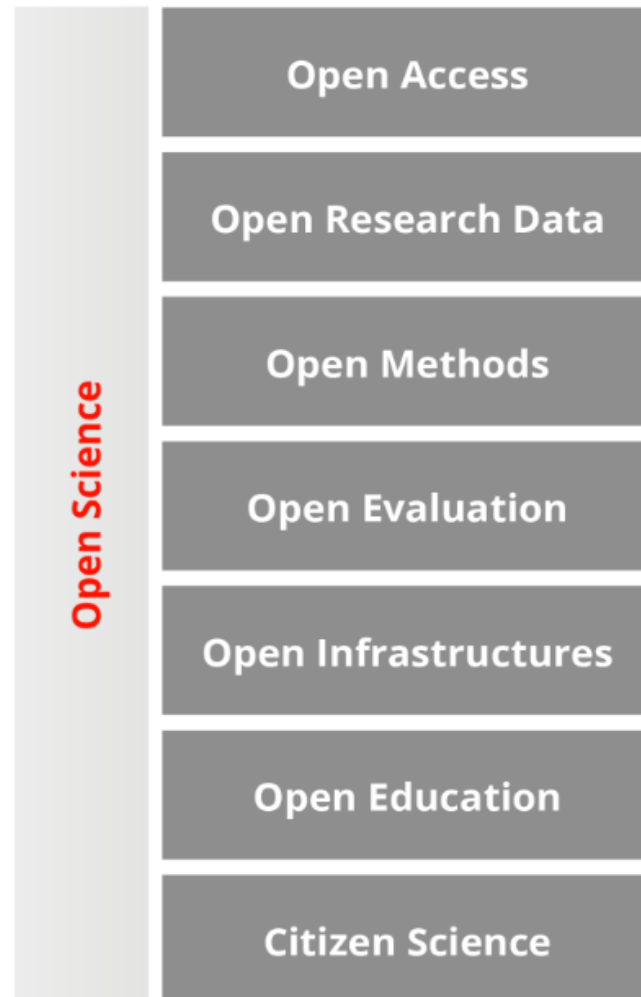 Open Science
Open Access
Open Research Data
Open Methods
Open Evaluation
Open Infrastructures
Open Education
Citizen Science